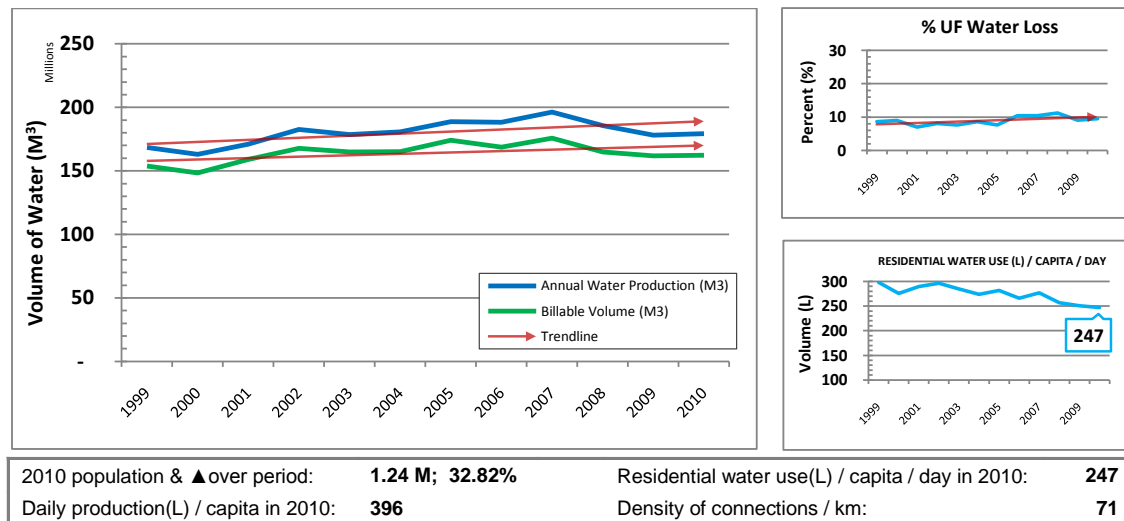 250
200
150
100
50
-
Millions
Volume of Water (M³)
1999 2000 2001 2002 2003 2004 2005 2006 2007 2008 2009 2010
Annual Water Production (M3)
Billable Volume (M3)
Trendline
% UF Water Loss
30
20
10
0
Percent (%)
1999 2001 2003 2005 2007 2009
RESIDENTIAL WATER USE (L) / CAPITA / DAY
300
250
200
150
100
Volume (L)
247
1999 2001 2003 2005 2007 2009
2010 population & ▲over period: 1.24 M; 32.82% Residential water use(L) / capita / day in 2010: 247
Daily production(L) / capita in 2010: 396 Density of connections / km: 71